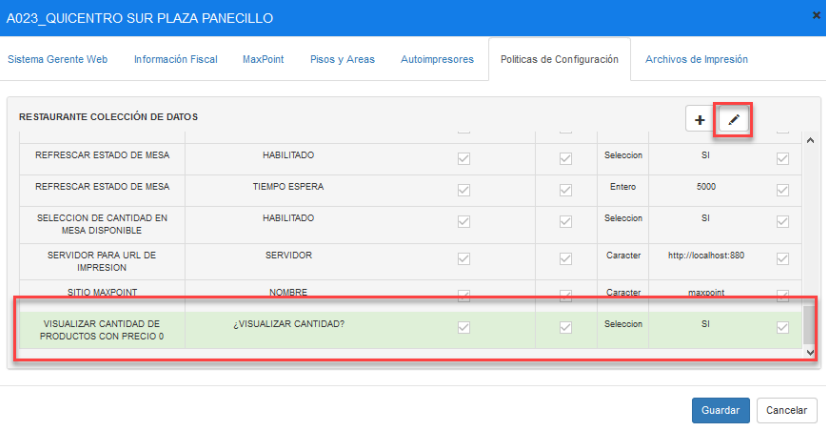 A023_QUICENTRO SUR PLAZA PANECILLO
×
Sistema Gerente Web Información Fiscal MaxPoint Pisos y Areas Autoimpresores Politicas de Configuración Archivos de Impresión
RESTAURANTE COLECCIÓN DE DATOS
+
REFRESCAR ESTADO DE MESA HABILITADO Seleccion SI
REFRESCAR ESTADO DE MESA TIEMPO ESPERA Entero 5000
SELECCION DE CANTIDAD EN
MESA DISPONIBLE
HABILITADO Seleccion SI
SERVIDOR PARA URL DE
IMPRESION
SERVIDOR Caracter http://localhost:880
SITIO MAXPOINT NOMBRE Caracter maxpoint
VISUALIZAR CANTIDAD DE
PRODUCTOS CON PRECIO 0
¿VISUALIZAR CANTIDAD? Seleccion SI
Guardar Cancelar